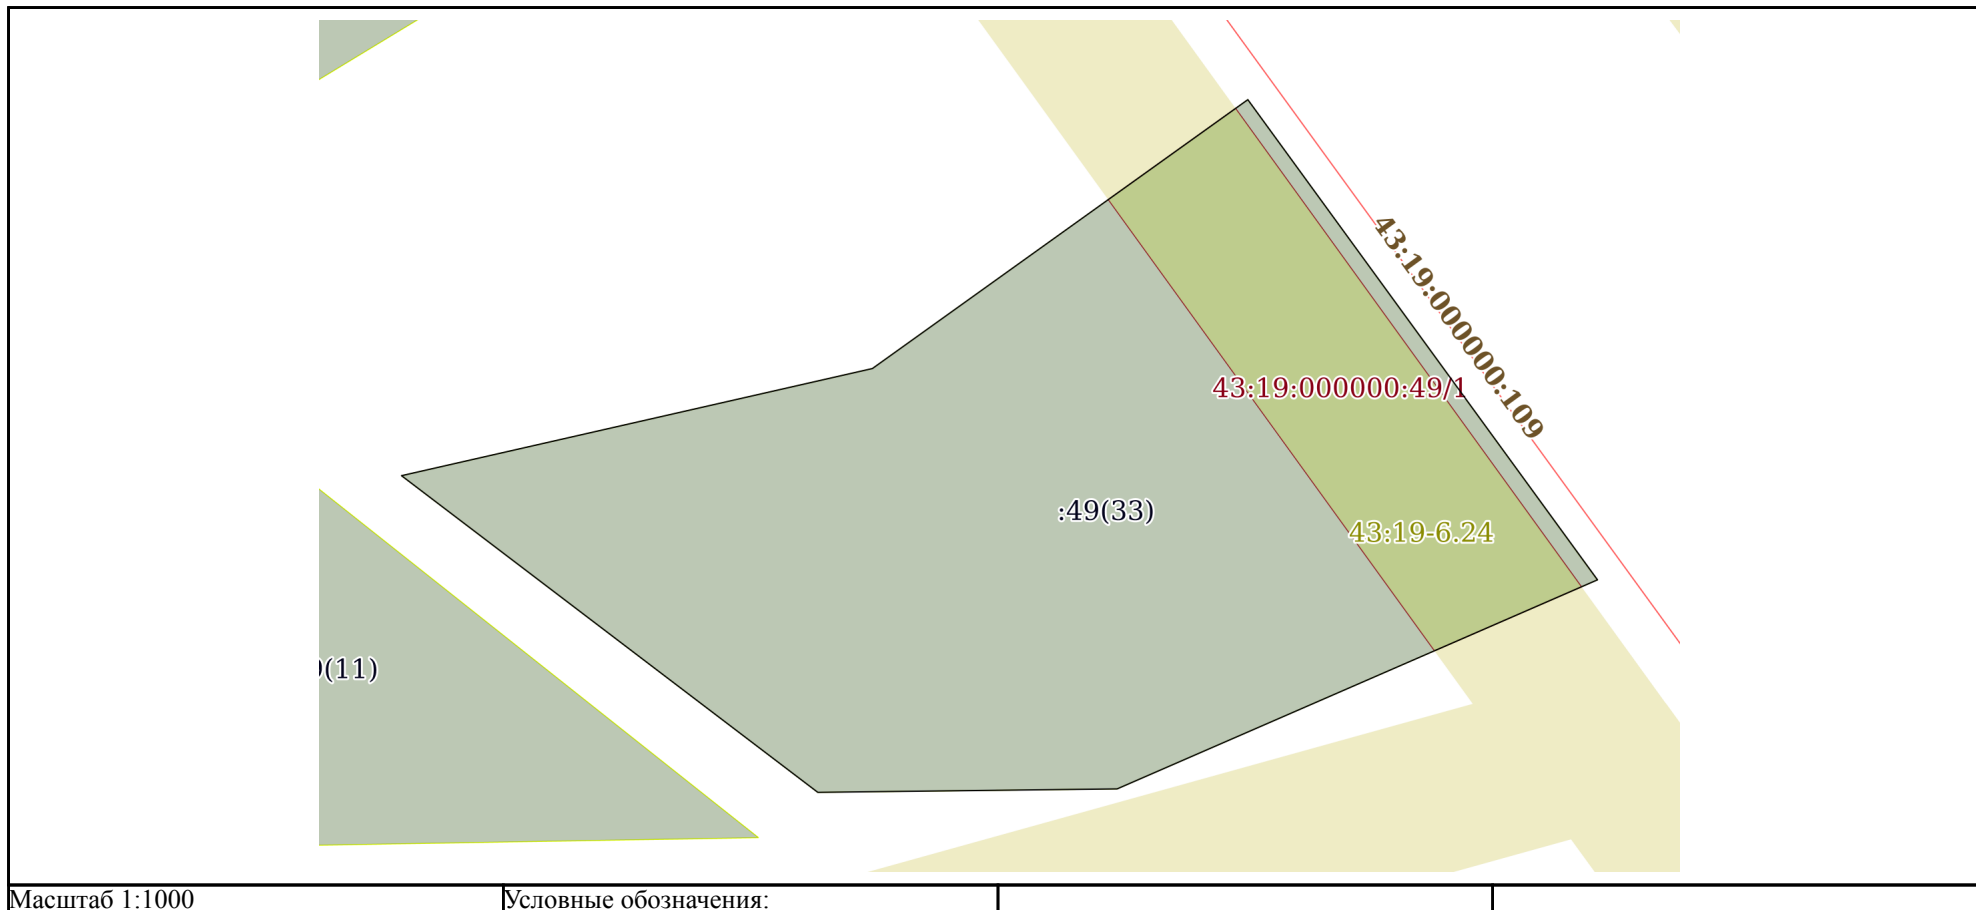 43:19:000000:109
43:19:000000:49/1
:49(33)
43:19-6.24
(11)
Масштаб 1:1000
Условные обозначения: